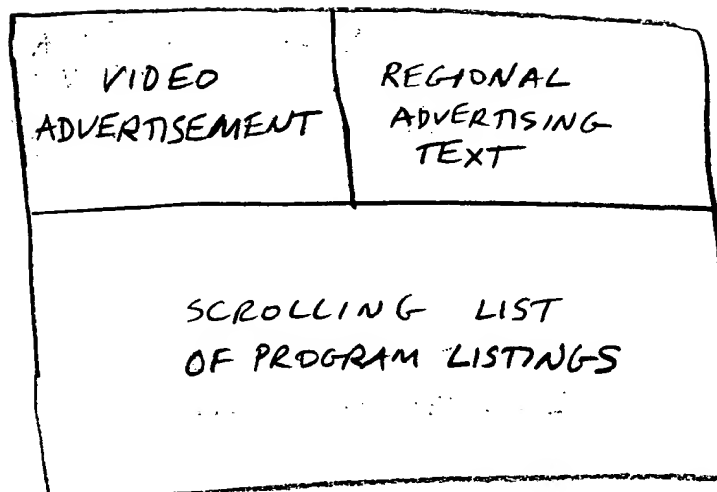 VIDEO
ADVERTISEMENT
REGIONAL
ADVERTISING
TEXT
SCROLLING LIST
OF PROGRAM LISTINGS